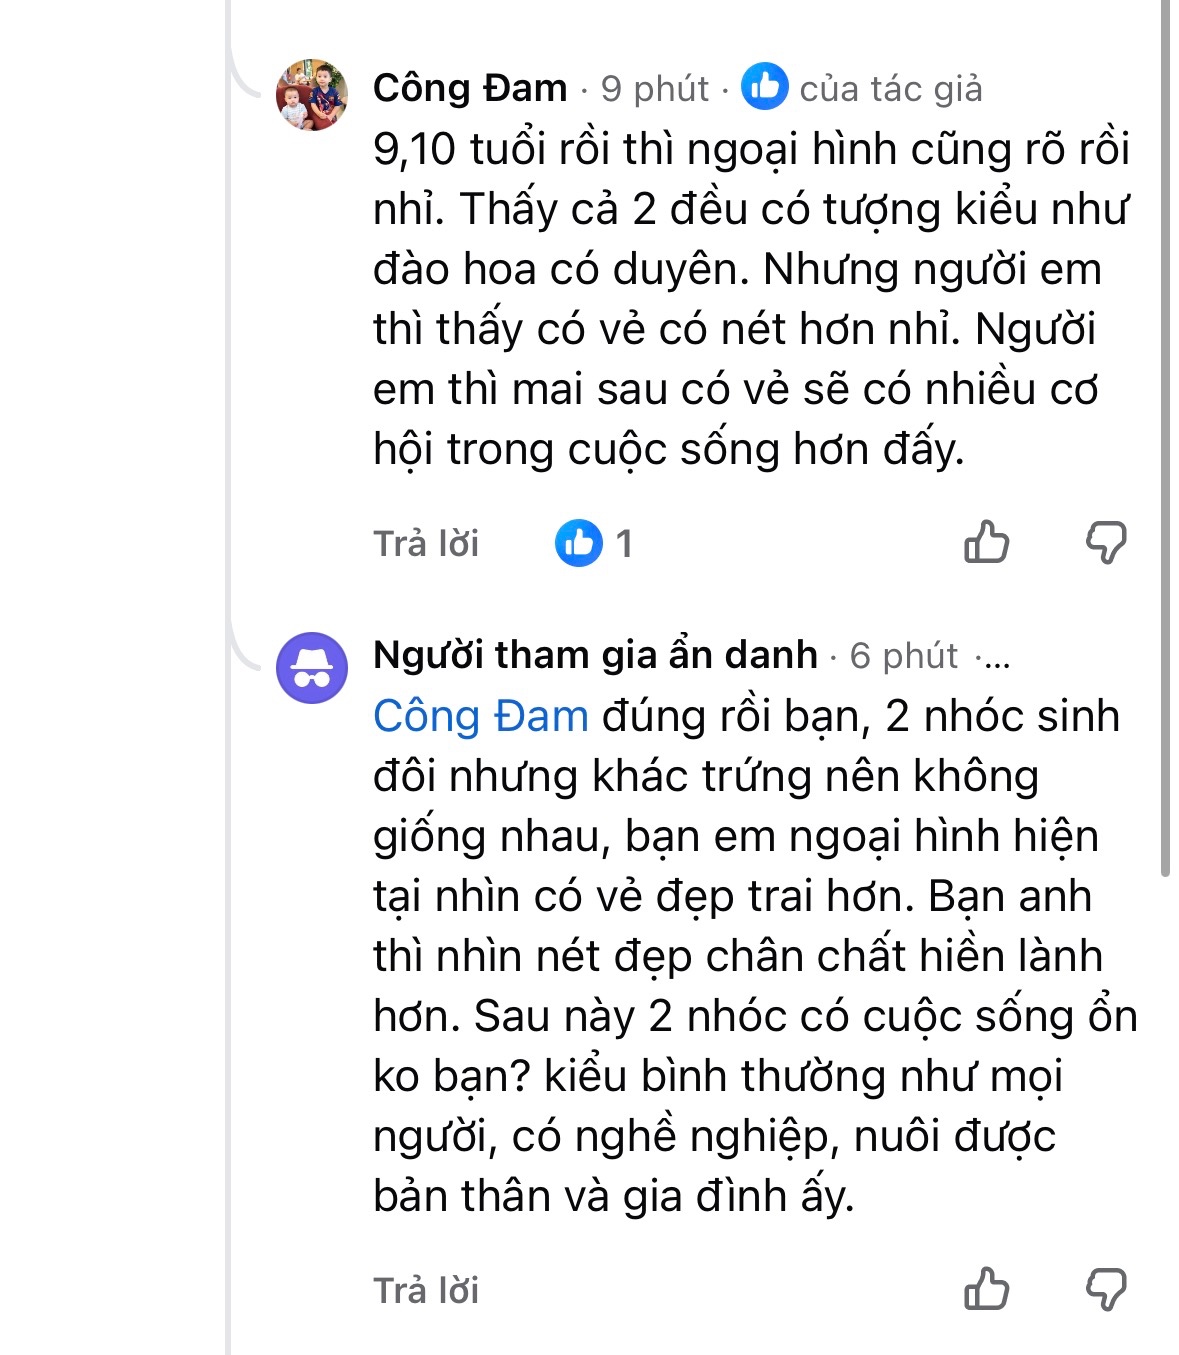 Công Đam · 9 phút · của tác giả
9,10 tuổi rồi thì ngoại hình cũng rõ rồi
nhỉ. Thấy cả 2 đều có tượng kiểu như
đào hoa có duyên. Nhưng người em
thì thấy có vẻ có nét hơn nhỉ. Người
em thì mai sau có vẻ sẽ có nhiều cơ
hội trong cuộc sống hơn đấy.
Trả lời 1
Người tham gia ẩn danh · 6 phút ·...
Công Đam đúng rồi bạn, 2 nhóc sinh
đôi nhưng khác trứng nên không
giống nhau, bạn em ngoại hình hiện
tại nhìn có vẻ đẹp trai hơn. Bạn anh
thì nhìn nét đẹp chân chất hiền lành
hơn. Sau này 2 nhóc có cuộc sống ổn
ko bạn? kiểu bình thường như mọi
người, có nghề nghiệp, nuôi được
bản thân và gia đình ấy.
Trả lời